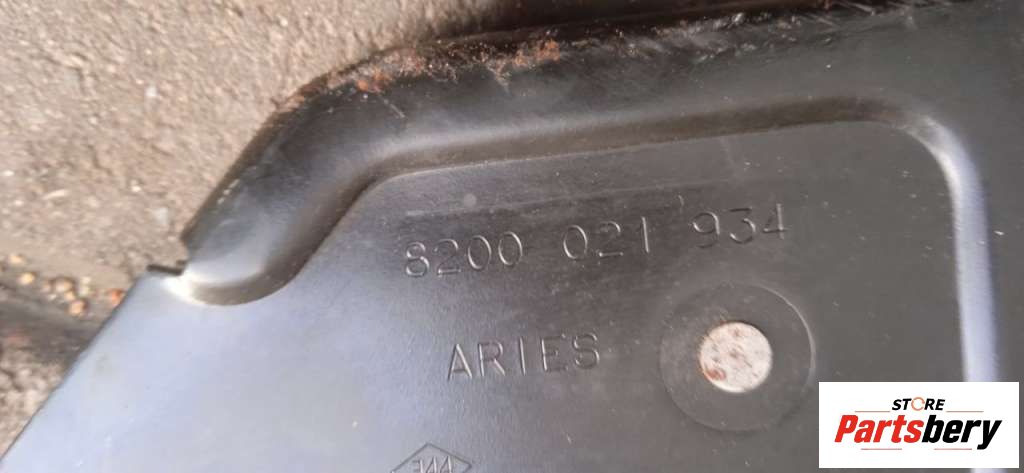 8200 021 934
ARIES
STORE
Partsbery